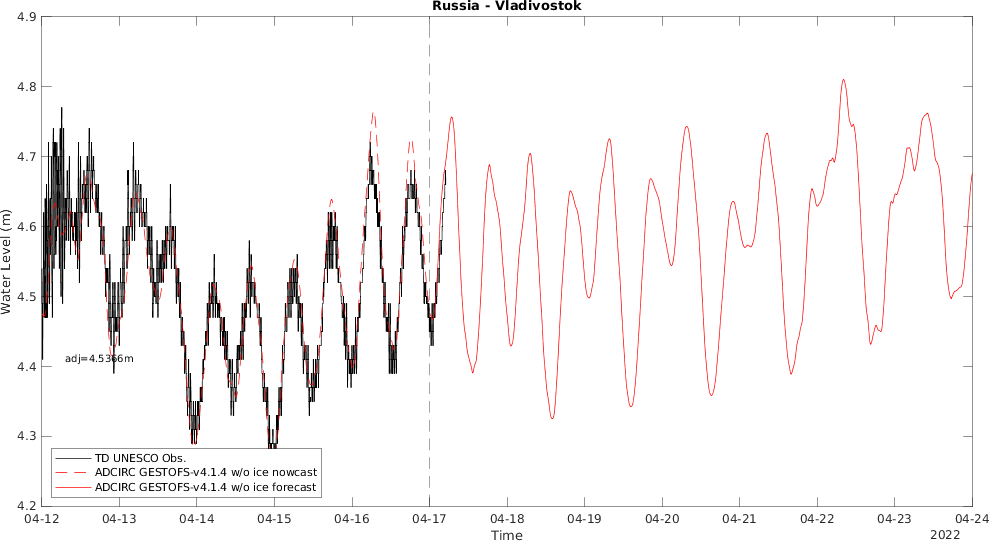 Russia - Vladivostok
4.9
4.8
4.7
4.6
4.5
4.4
4.3
4.2
Water Level (m)
adj=4.5366m
TD UNESCO Obs.
ADCIRC GESTOFS-v4.1.4 w/o ice nowcast
ADCIRC GESTOFS-v4.1.4 w/o ice forecast
04-12 04-13 04-14 04-15 04-16 04-17 04-18 04-19 04-20 04-21 04-22 04-23 04-24
Time
2022